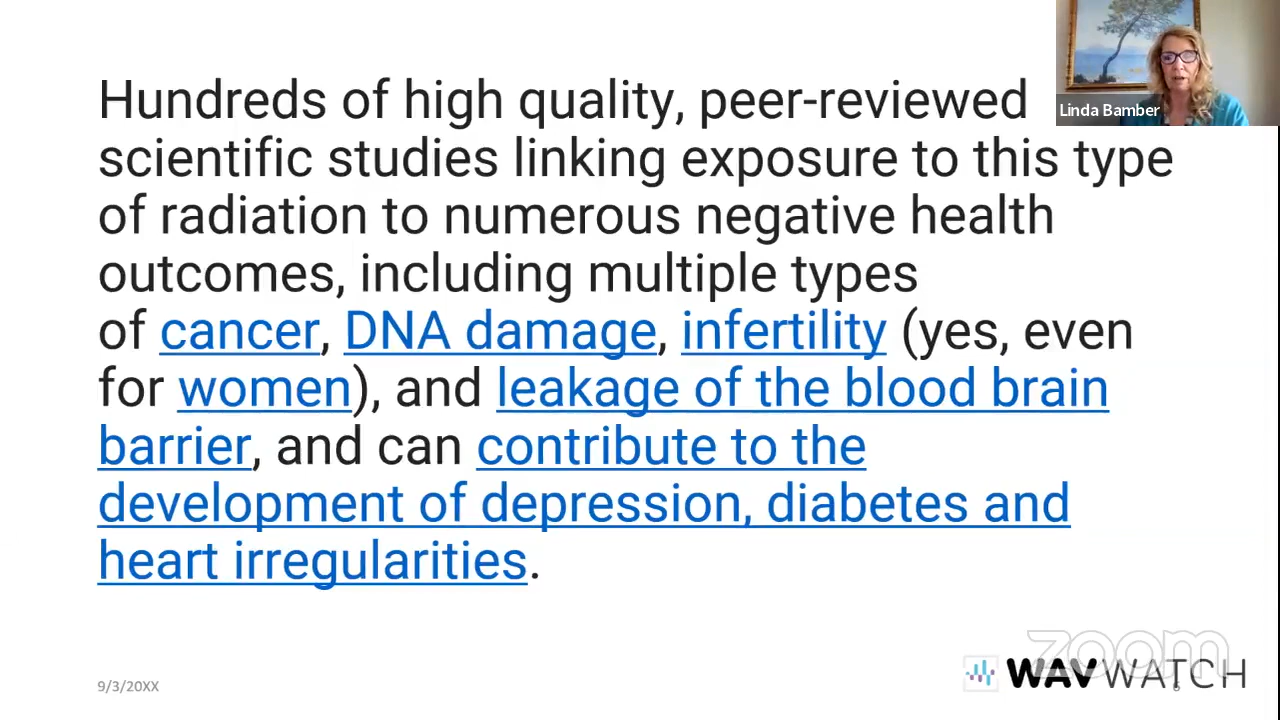 Linda Bamber
Hundreds of high quality, peer-reviewed
scientific studies linking exposure to this type
of radiation to numerous negative health
outcomes, including multiple types
of cancer, DNA damage, infertility (yes, even
for women), and leakage of the blood brain
barrier, and can contribute to the
development of depression, diabetes and
heart irregularities.
zoom
9/3/20XX
WAVWATCH
6